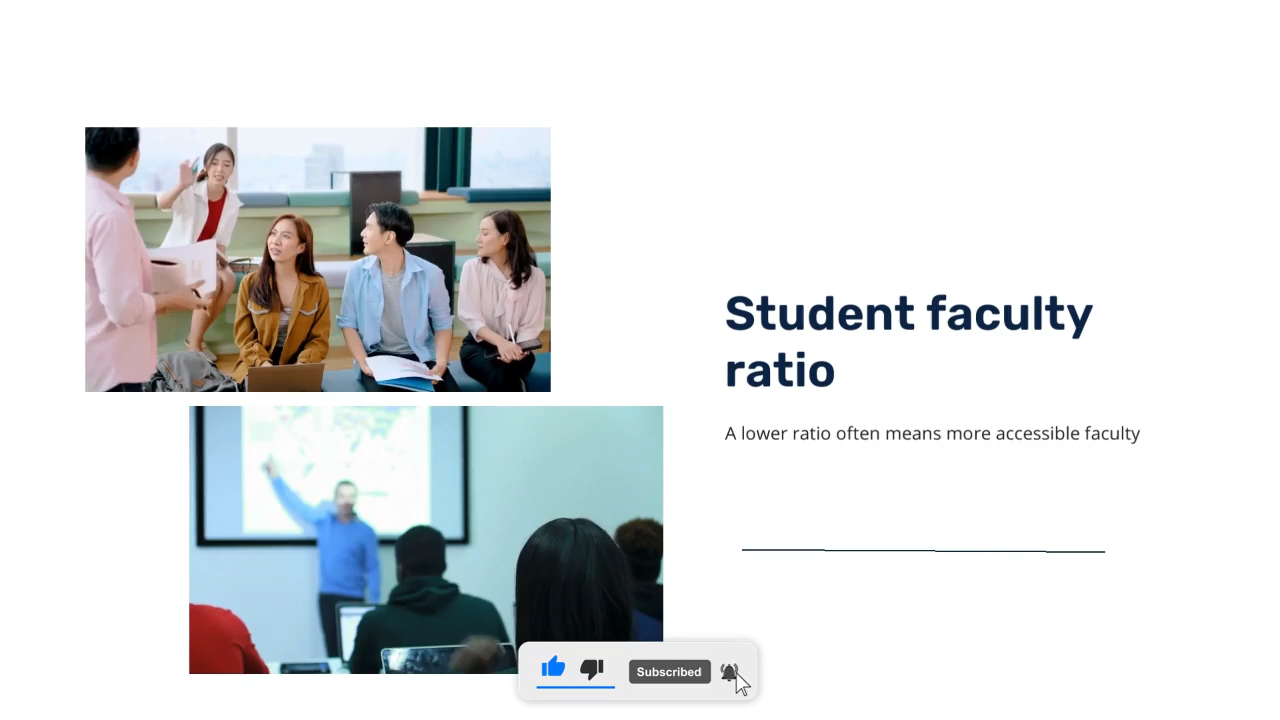 Student faculty
ratio
A lower ratio often means more accessible faculty
Subscribed